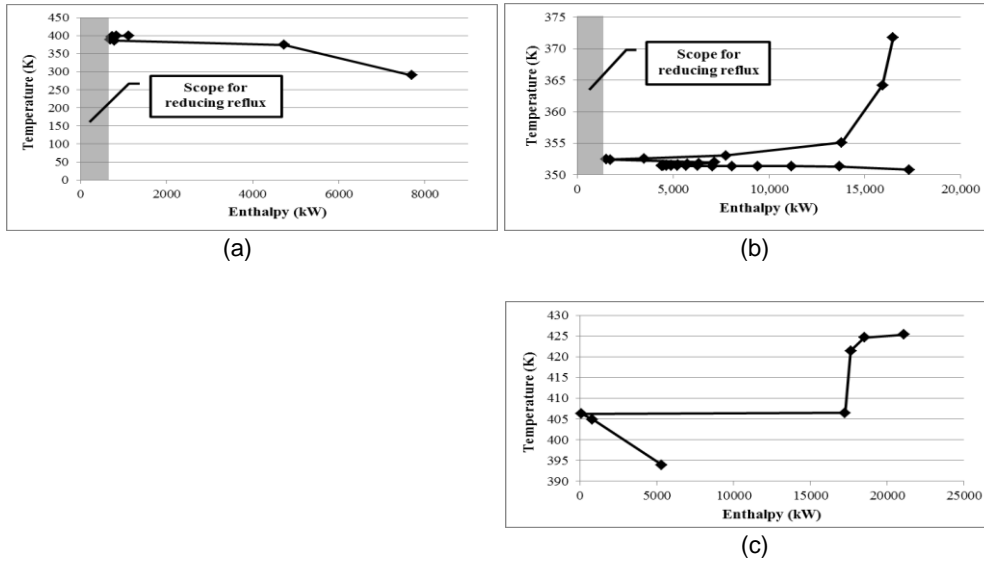 450
400
350
300
250
200
150
100
50
0
Temperature (K)
Scope for
reducing reflux
0 2000 4000 6000 8000
Enthalpy (kW)
(a)
375
370
365
360
355
350
Temperature (K)
Scope for
reducing reflux
0 5,000 10,000 15,000 20,000
Enthalpy (kW)
(b)
430
425
420
415
410
405
400
395
390
Temperature (K)
0 5000 10000 15000 20000 25000
Enthalpy (kW)
(c)